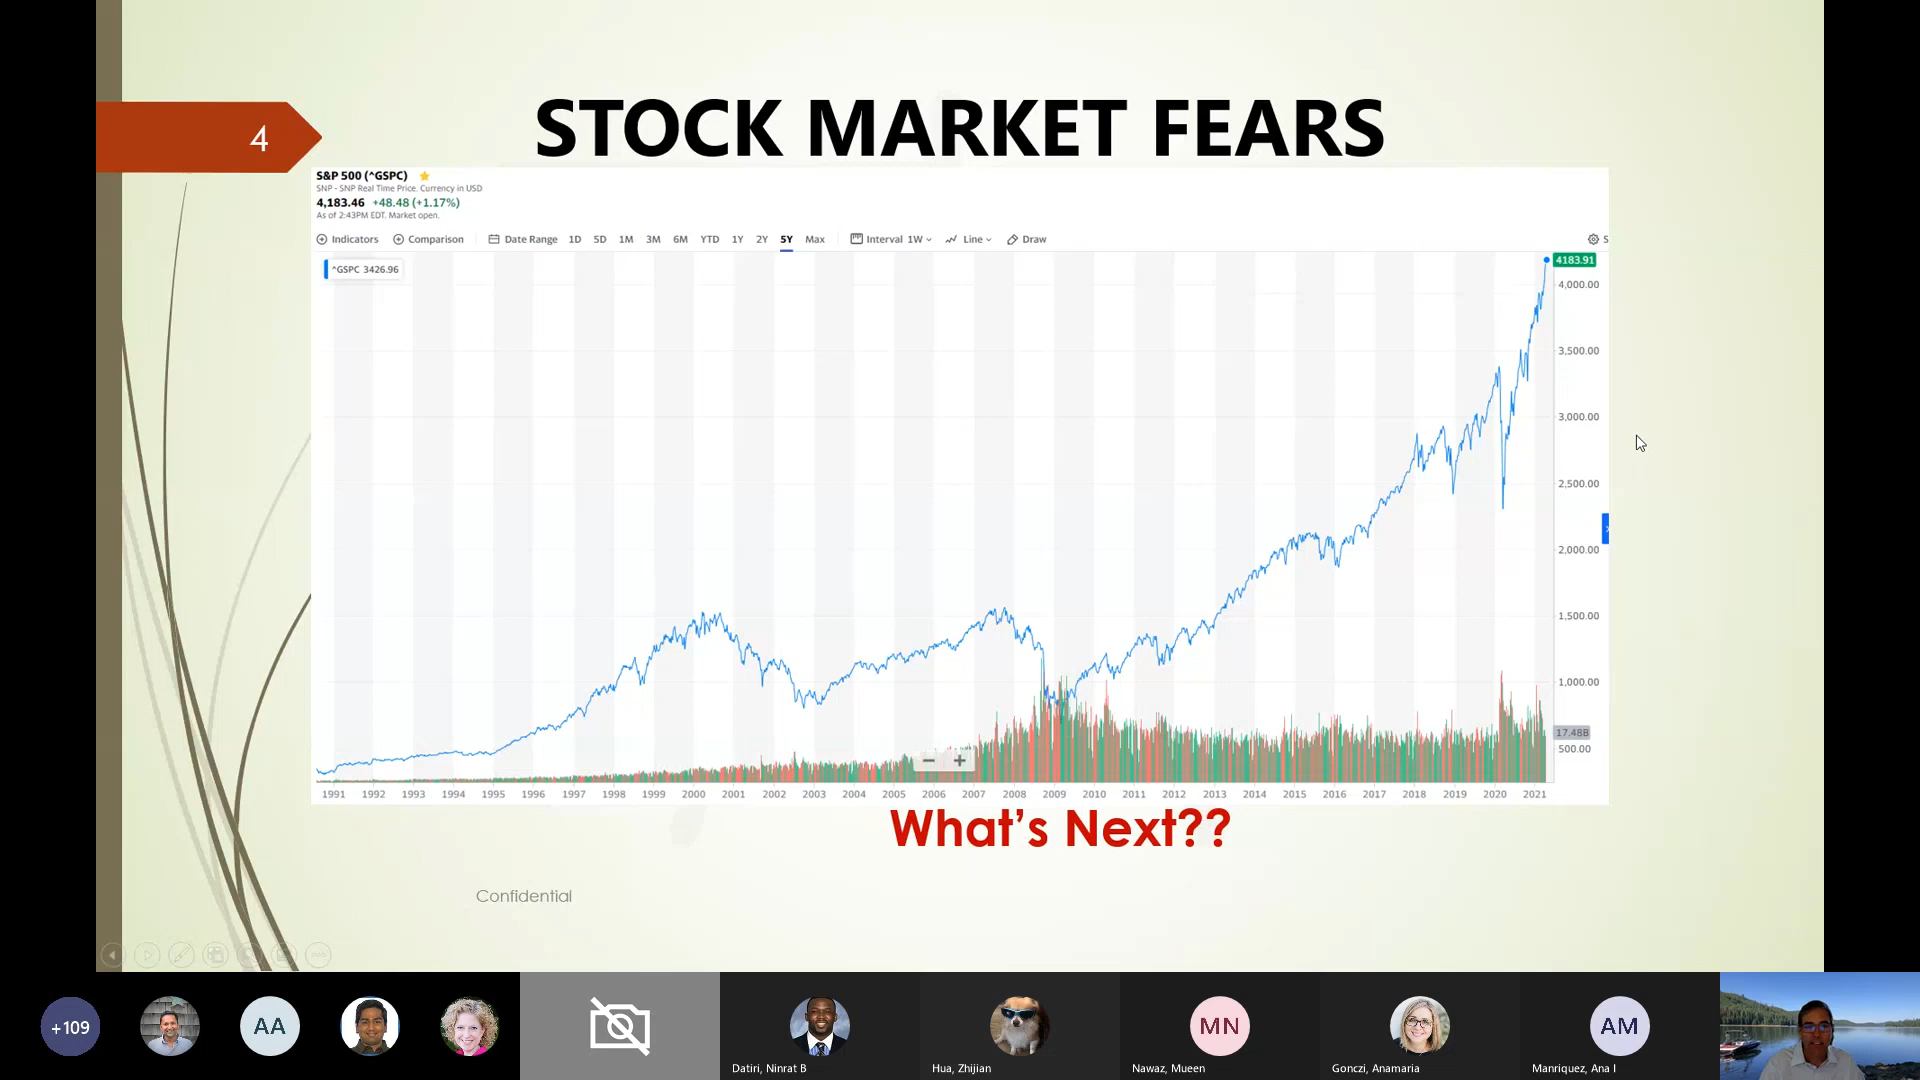 4
STOCK MARKET FEARS
S&P 500 (^GSPC)
SNP - SNP Real Time Price. Currency in USD
4,183.46 +48.48 (+1.17%)
As of 2:43PM EDT. Market open.
Indicators Comparison Date Range 1D 5D 1M 3M 6M YTD 1Y 2Y 5Y Max Interval 1W Line Draw S
^GSPC 3426.96
4183.91
4,000.00
3,500.00
3,000.00
2,500.00
2,000.00
1,500.00
1,000.00
17.48B
500.00
− +
1991 1992 1993 1994 1995 1996 1997 1998 1999 2000 2001 2002 2003 2004 2005 2006 2007 2008 2009 2010 2011 2012 2013 2014 2015 2016 2017 2018 2019 2020 2021
What's Next??
Confidential
+109 AA MN AM
Datiri, Ninrat B Hua, Zhijian Nawaz, Mueen Gonczi, Anamaria Manriquez, Ana I